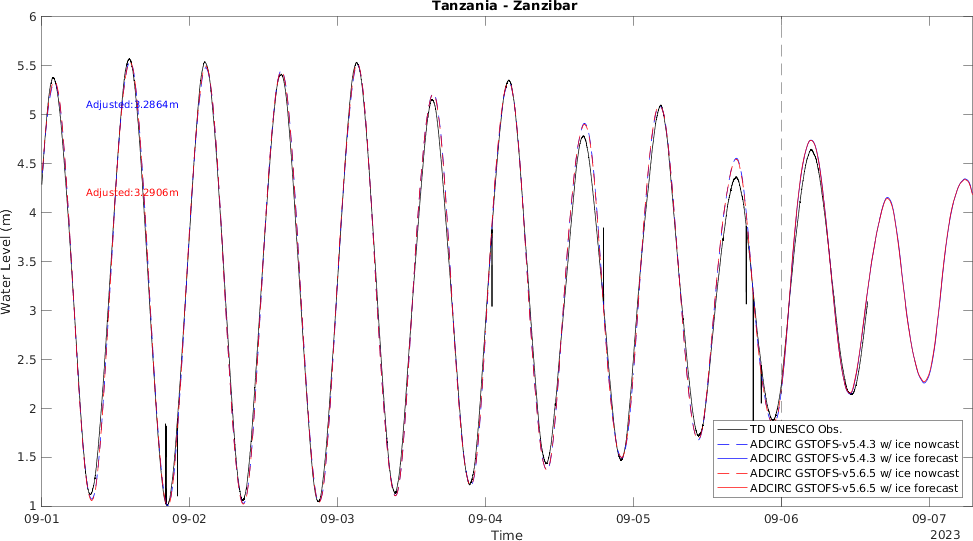 Tanzania - Zanzibar
6
5.5
5
4.5
4
3.5
3
2.5
2
1.5
1
Water Level (m)
Adjusted:3.2864m
Adjusted:3.2906m
TD UNESCO Obs.
ADCIRC GSTOFS-v5.4.3 w/ ice nowcast
ADCIRC GSTOFS-v5.4.3 w/ ice forecast
ADCIRC GSTOFS-v5.6.5 w/ ice nowcast
ADCIRC GSTOFS-v5.6.5 w/ ice forecast
09-01 09-02 09-03 09-04 09-05 09-06 09-07
Time
2023